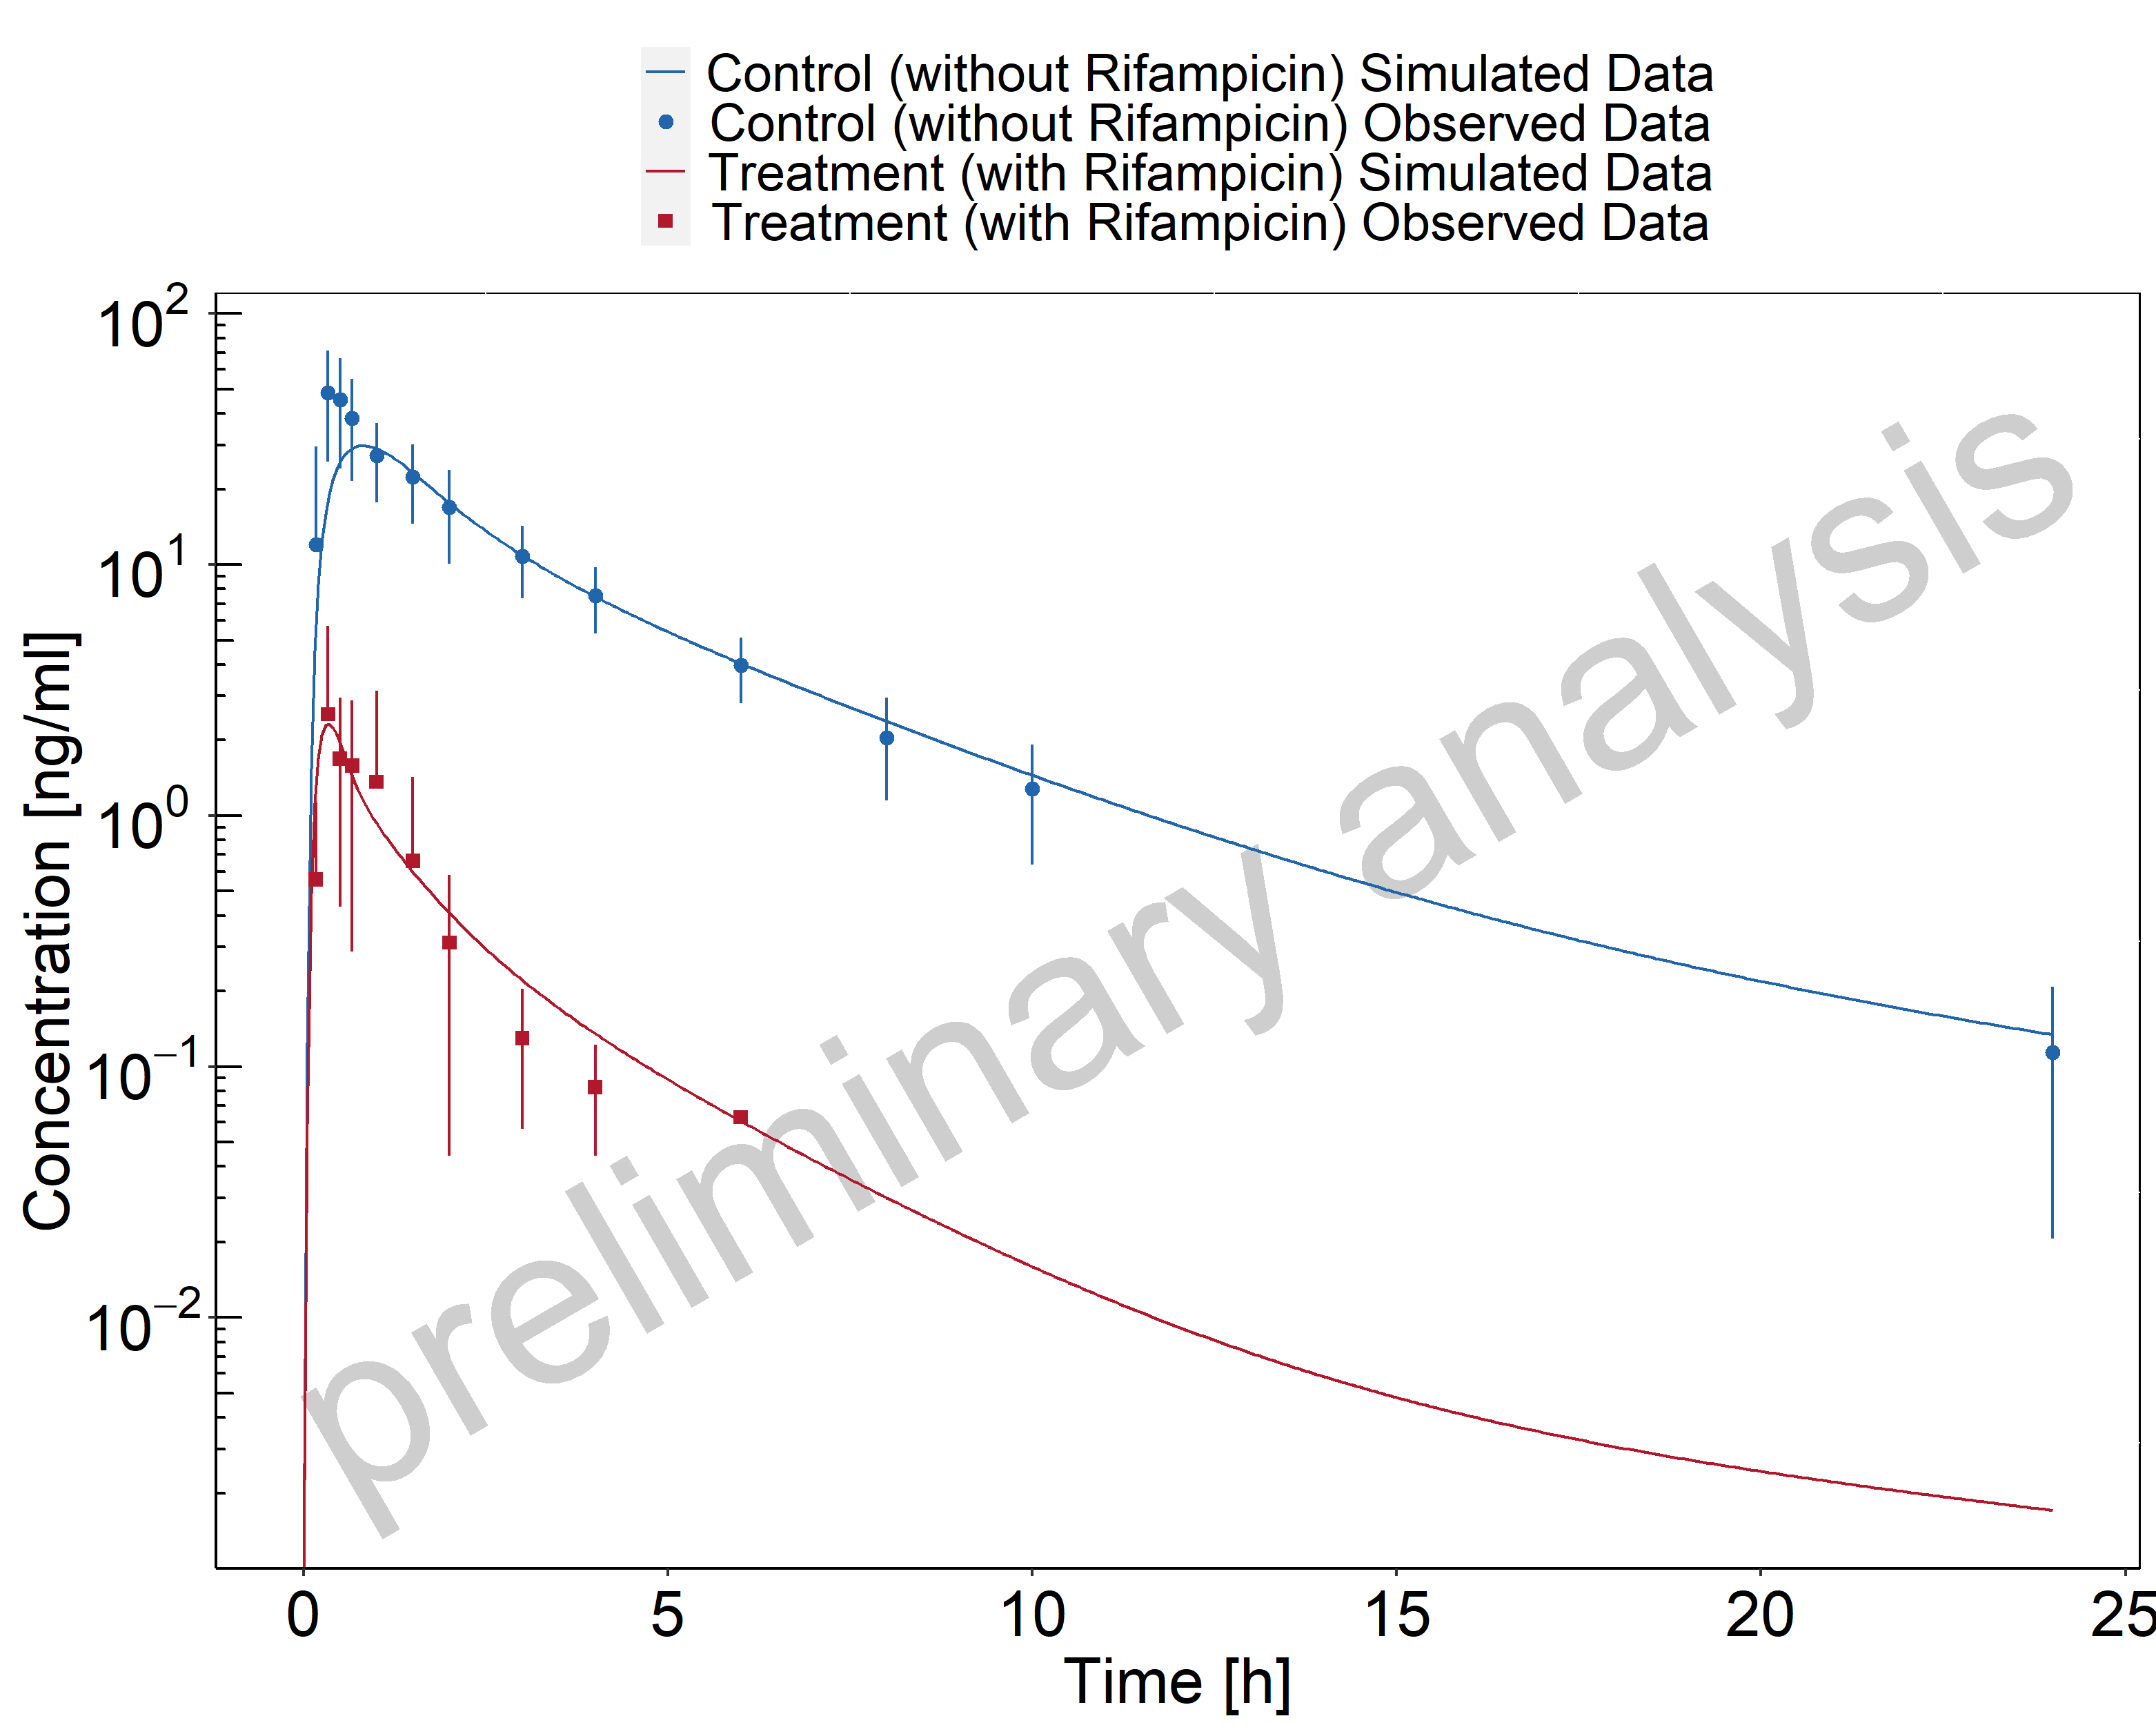 Control (without Rifampicin) Simulated Data
Control (without Rifampicin) Observed Data
Treatment (with Rifampicin) Simulated Data
Treatment (with Rifampicin) Observed Data
10²
10¹
10⁰
10⁻¹
10⁻²
Concentration [ng/ml]
preliminary analysis
0 5 10 15 20 25
Time [h]